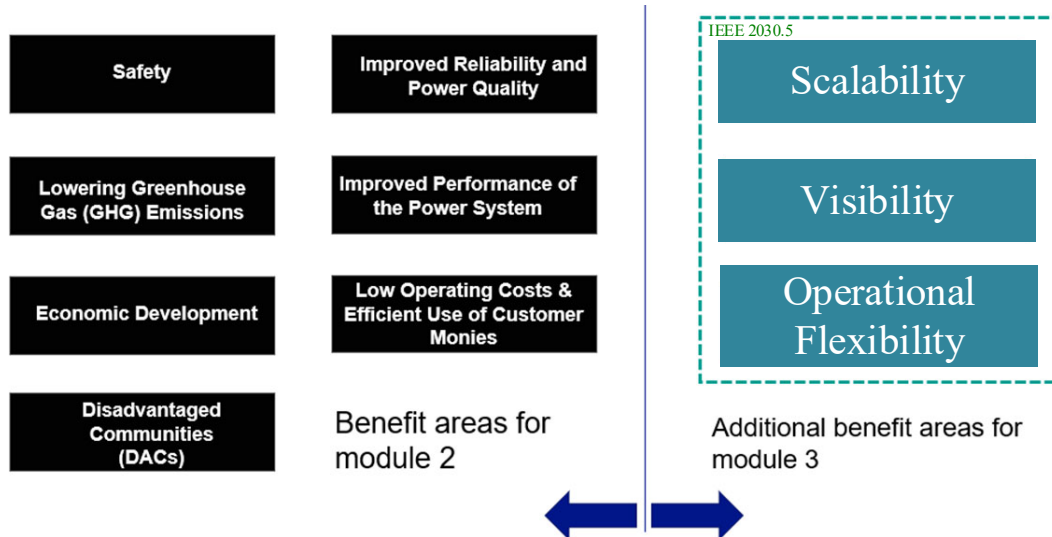 Safety
Improved Reliability and
Power Quality
Lowering Greenhouse
Gas (GHG) Emissions
Improved Performance of
the Power System
Economic Development
Low Operating Costs &
Efficient Use of Customer
Monies
Disadvantaged
Communities
(DACs)
Benefit areas for
module 2
IEEE 2030.5
Scalability
Visibility
Operational
Flexibility
Additional benefit areas for
module 3